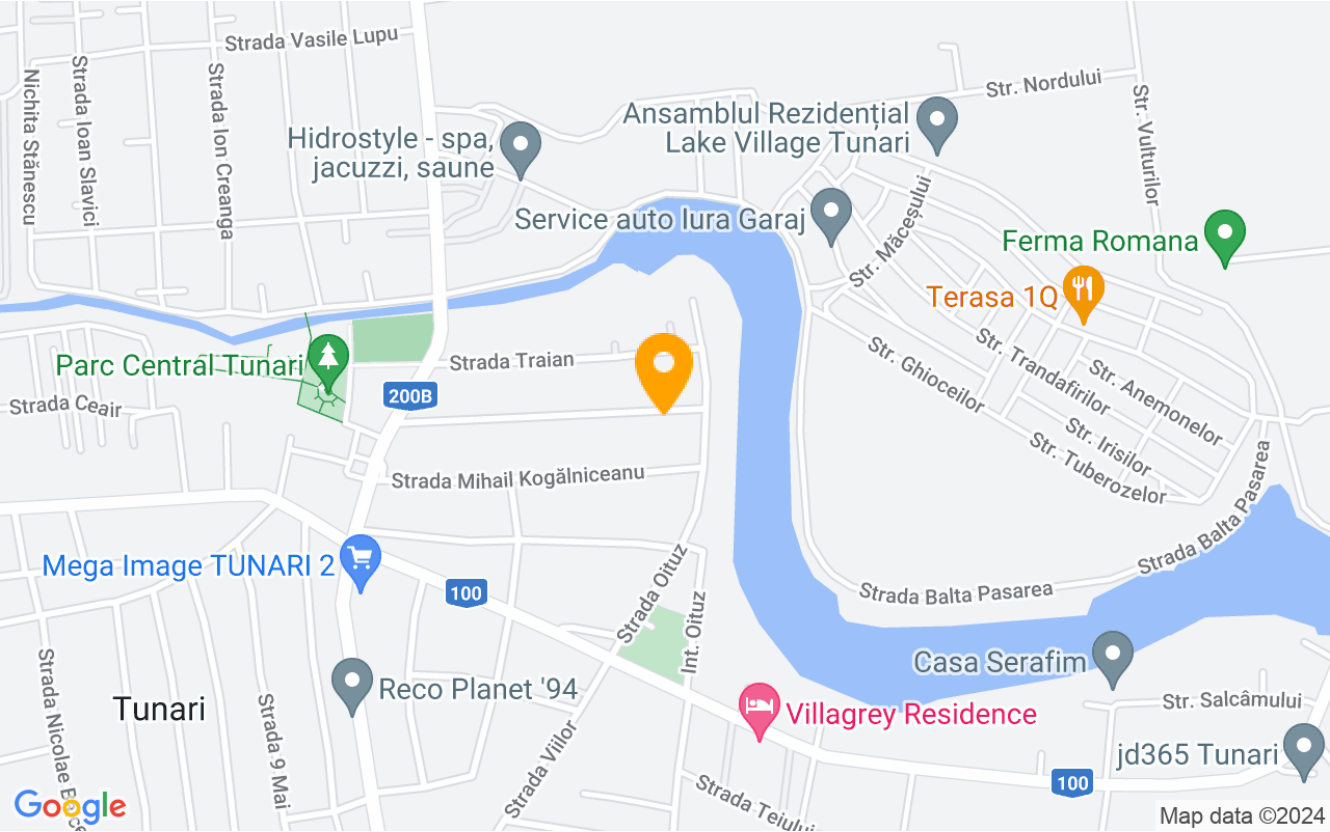 Strada Vasile Lupu
Nichita Stănescu
Strada Ioan Slavici
Strada Ion Creanga
Hidrostyle - spa,
jacuzzi, saune
Ansamblul Rezidențial
Lake Village Tunari
Str. Nordului
Str. Vulturilor
Service auto Iura Garaj
Str. Măceșului
Ferma Romana
Terasa 1Q
Parc Central Tunari
Strada Traian
Strada Ceair
200B
Str. Ghioceilor
Str. Trandafirilor
Str. Anemonelor
Str. Irisilor
Str. Tuberozelor
Strada Mihail Kogălniceanu
Strada Balta Pasarea
Mega Image TUNARI 2
100
Strada Oituz
Int. Oituz
Strada Balta Pasarea
Casa Serafim
Strada Nicolae B
Tunari
Strada 9 Mai
Reco Planet '94
Villagrey Residence
Str. Salcâmului
Strada Viilor
jd365 Tunari
100
Strada Teiului
Google
Map data ©2024